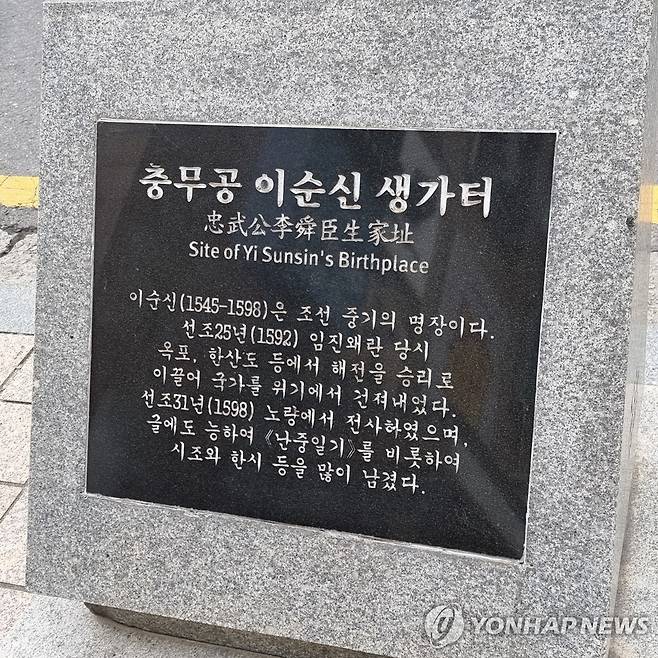 충무공 이순신 생가터
忠武公李舜臣生家址
Site of Yi Sunsin's Birthplace
이순신(1545-1598)은 조선 중기의 명장이다.
선조25년(1592) 임진왜란 당시
옥포, 한산도 등에서 해전을 승리로
이끌어 국가를 위기에서 건져내었다.
선조31년(1598) 노량에서 전사하였으며,
글에도 능하여 《난중일기》를 비롯하여
시조와 한시 등을 많이 남겼다.
YONHAP NEWS